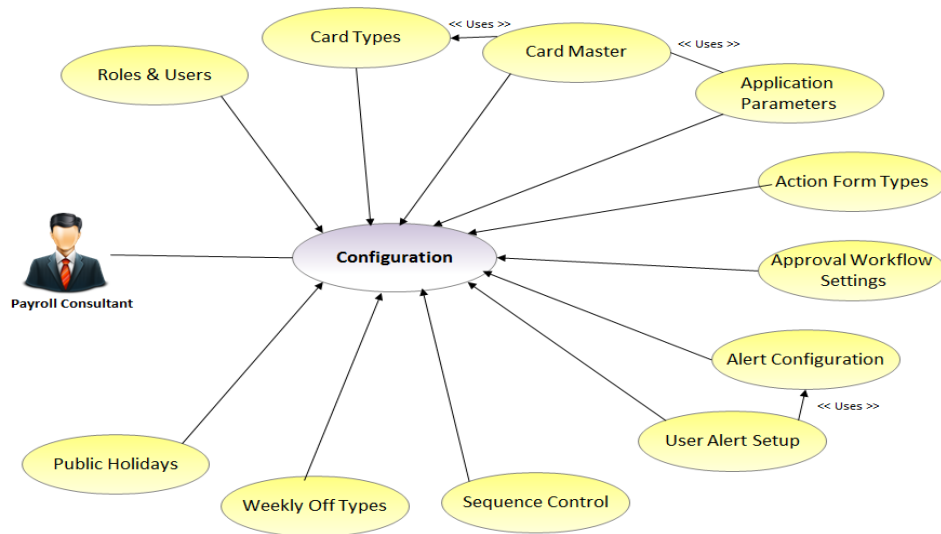 << Uses >>
Card Types
Card Master
<< Uses >>
Roles & Users
Application
Parameters
Action Form Types
Configuration
Approval Workflow
Settings
Payroll Consultant
Alert Configuration
<< Uses >>
User Alert Setup
Public Holidays
Weekly Off Types
Sequence Control